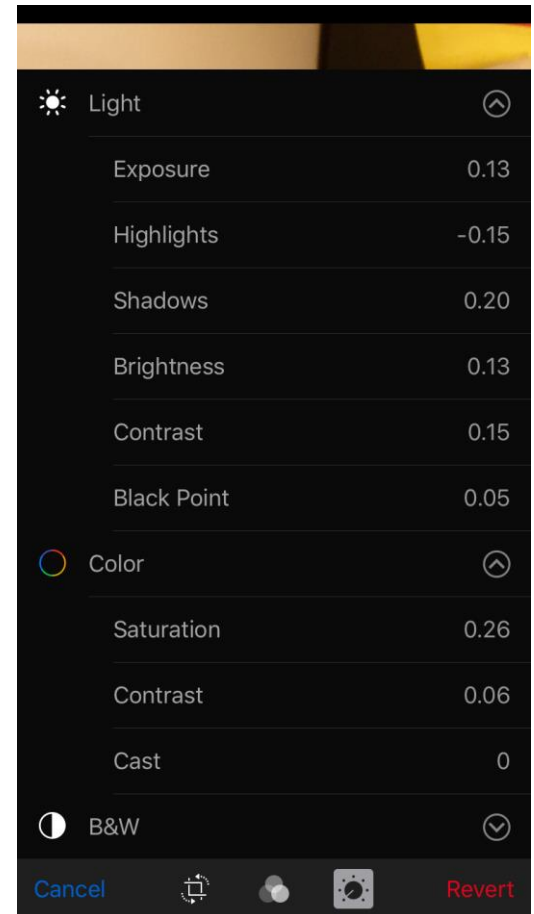 Light
Exposure 0.13
Highlights -0.15
Shadows 0.20
Brightness 0.13
Contrast 0.15
Black Point 0.05
Color
Saturation 0.26
Contrast 0.06
Cast 0
B&W
Cancel Revert